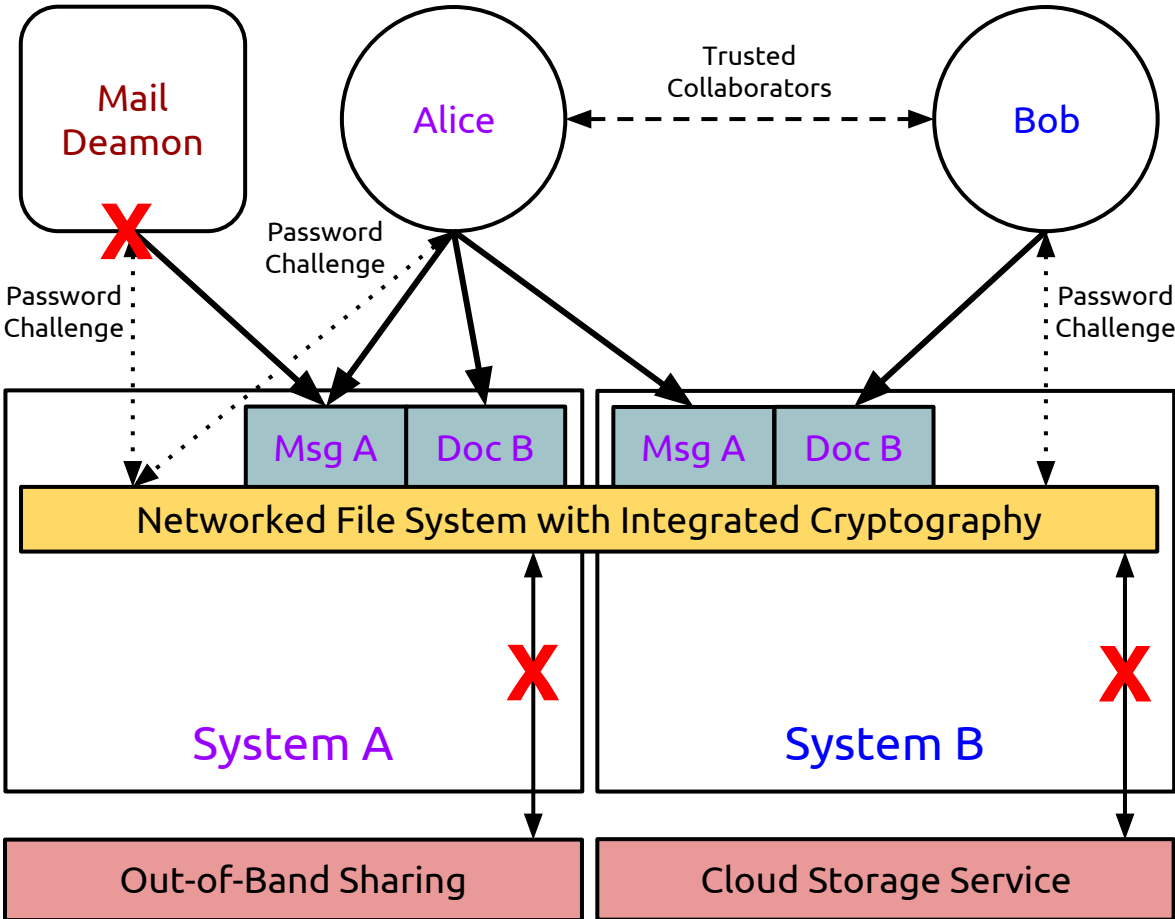 Mail
Deamon
Alice
Trusted
Collaborators
Bob
Password
Challenge
Password
Challenge
Password
Challenge
Msg A
Doc B
Msg A
Doc B
Networked File System with Integrated Cryptography
X
X
X
System A
System B
Out-of-Band Sharing
Cloud Storage Service